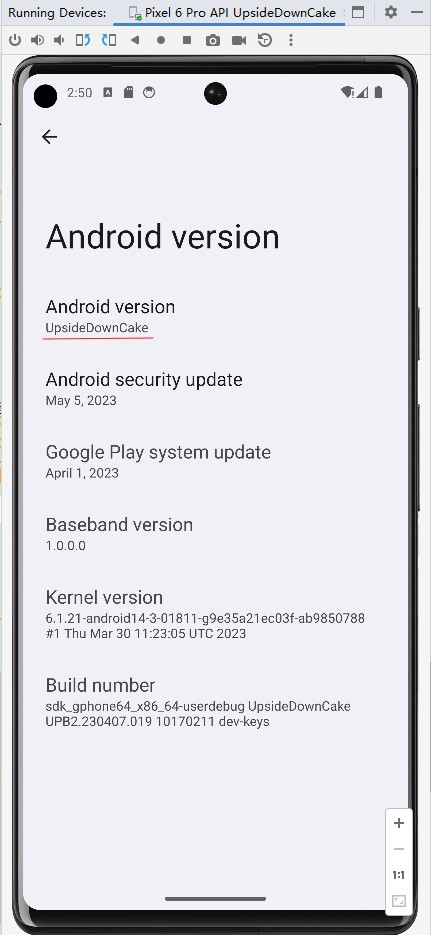 Running Devices: Pixel 6 Pro API UpsideDownCake
2:50
Android version
Android version
UpsideDownCake
Android security update
May 5, 2023
Google Play system update
April 1, 2023
Baseband version
1.0.0.0
Kernel version
6.1.21-android14-3-01811-g9e35a21ec03f-ab9850788
#1 Thu Mar 30 11:23:05 UTC 2023
Build number
sdk_gphone64_x86_64-userdebug UpsideDownCake
UPB2.230407.019 10170211 dev-keys
1:1